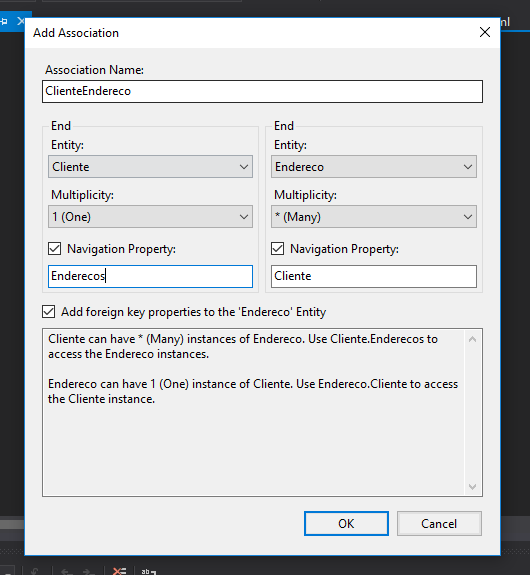 Add Association
Association Name:
ClienteEndereco
End
Entity:
Cliente
Multiplicity:
1 (One)
Navigation Property:
Enderecos
End
Entity:
Endereco
Multiplicity:
* (Many)
Navigation Property:
Cliente
Add foreign key properties to the 'Endereco' Entity
Cliente can have * (Many) instances of Endereco. Use Cliente.Enderecos to
access the Endereco instances.
Endereco can have 1 (One) instance of Cliente. Use Endereco.Cliente to access
the Cliente instance.
OK
Cancel